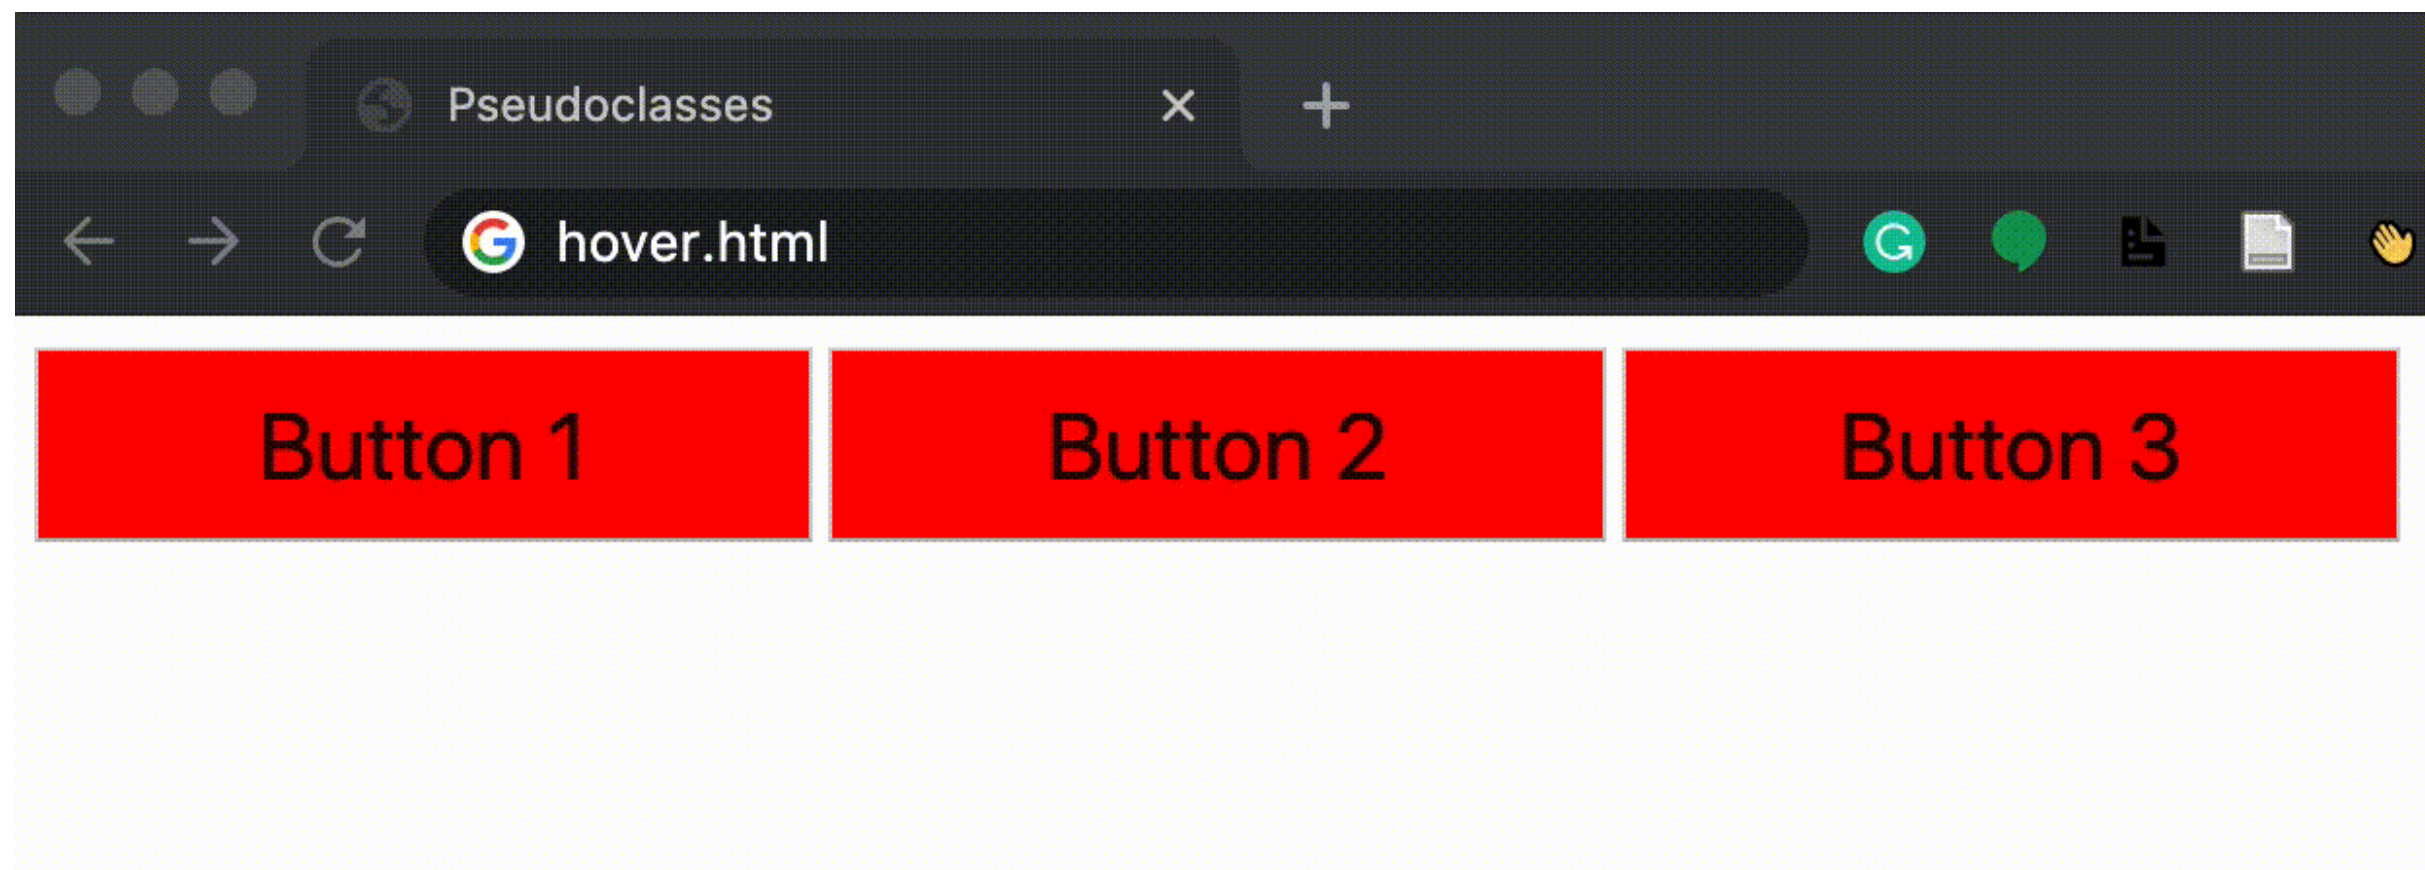 Pseudoclasses
hover.html
Button 1
Button 2
Button 3